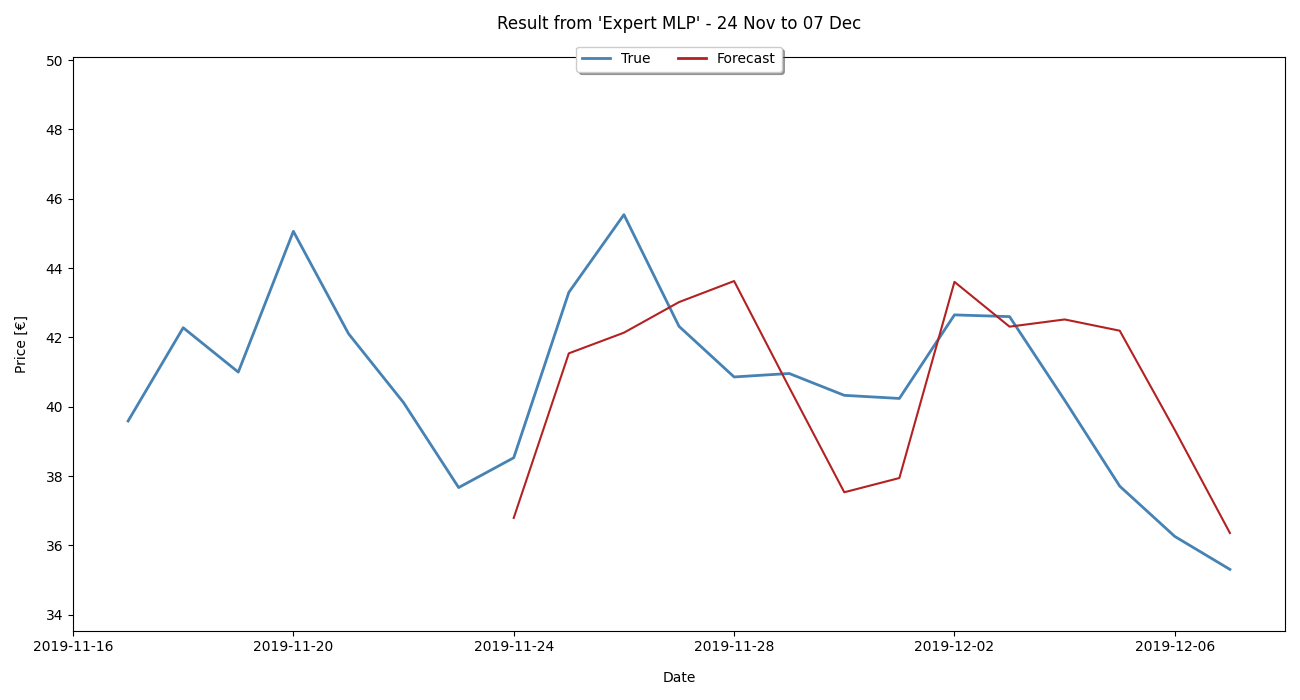 Result from 'Expert MLP' - 24 Nov to 07 Dec
True Forecast
50
48
46
44
42
40
38
36
34
Price [€]
2019-11-16 2019-11-20 2019-11-24 2019-11-28 2019-12-02 2019-12-06
Date